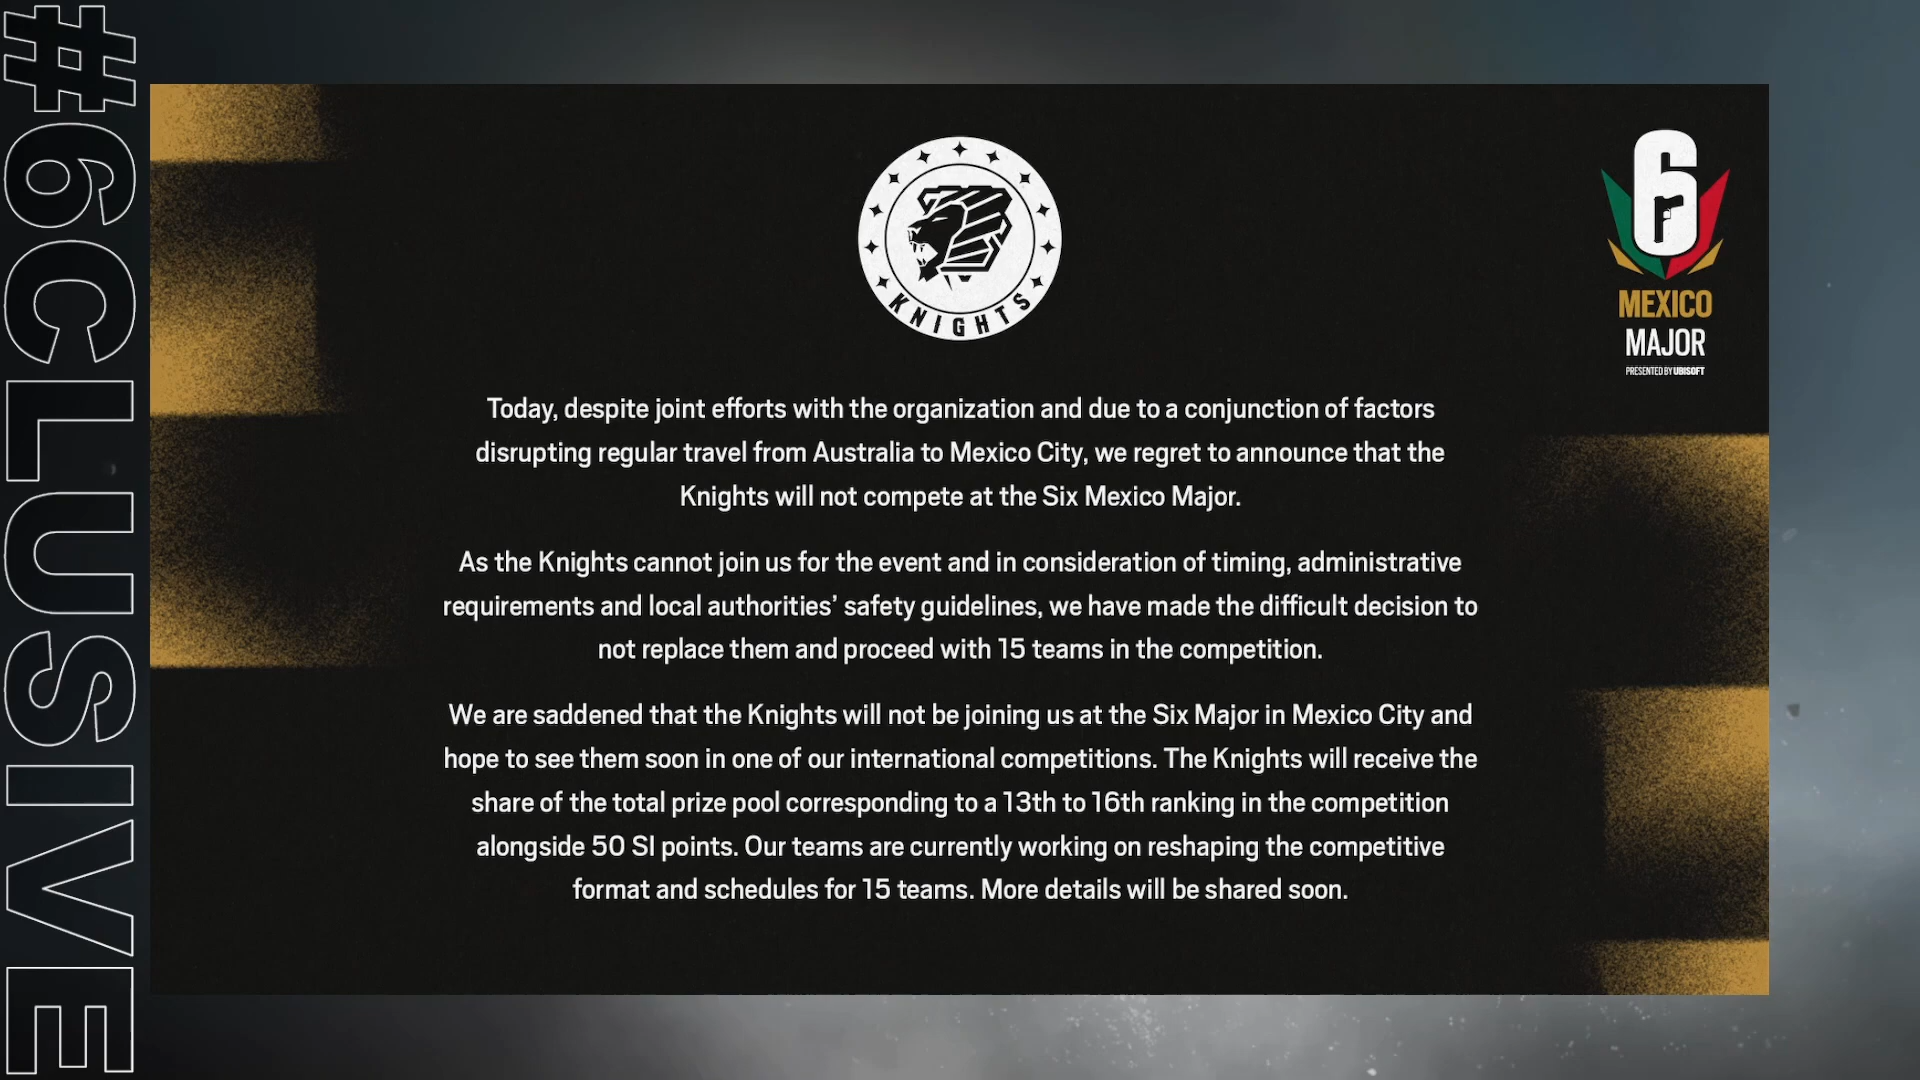 #6CLUSIVE
KNIGHTS
6
MEXICO
MAJOR
PRESENTED BY UBISOFT
Today, despite joint efforts with the organization and due to a conjunction of factors
disrupting regular travel from Australia to Mexico City, we regret to announce that the
Knights will not compete at the Six Mexico Major.
As the Knights cannot join us for the event and in consideration of timing, administrative
requirements and local authorities’ safety guidelines, we have made the difficult decision to
not replace them and proceed with 15 teams in the competition.
We are saddened that the Knights will not be joining us at the Six Major in Mexico City and
hope to see them soon in one of our international competitions. The Knights will receive the
share of the total prize pool corresponding to a 13th to 16th ranking in the competition
alongside 50 SI points. Our teams are currently working on reshaping the competitive
format and schedules for 15 teams. More details will be shared soon.